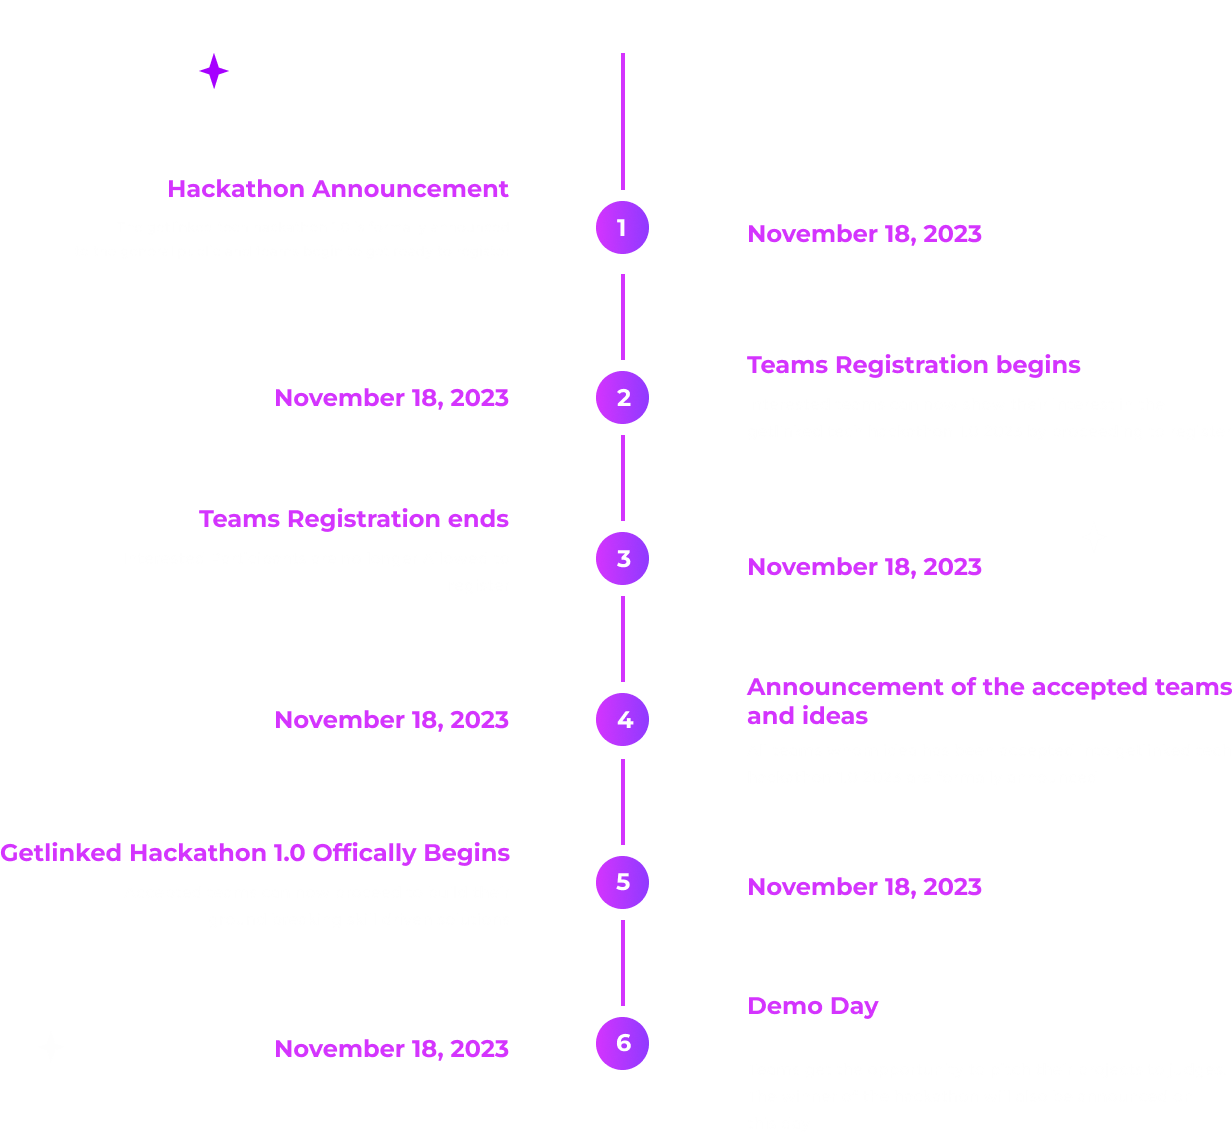 Hackathon Announcement
1
November 18, 2023
Teams Registration begins
November 18, 2023
2
Teams Registration ends
3
November 18, 2023
Announcement of the accepted teams
and ideas
November 18, 2023
4
Getlinked Hackathon 1.0 Offically Begins
5
November 18, 2023
Demo Day
November 18, 2023
6